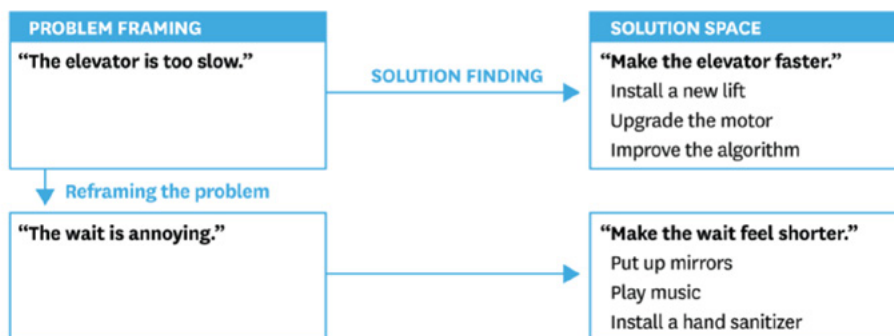 PROBLEM FRAMING
“The elevator is too slow.”
SOLUTION FINDING
SOLUTION SPACE
“Make the elevator faster.”
Install a new lift
Upgrade the motor
Improve the algorithm
Reframing the problem
“The wait is annoying.”
“Make the wait feel shorter.”
Put up mirrors
Play music
Install a hand sanitizer